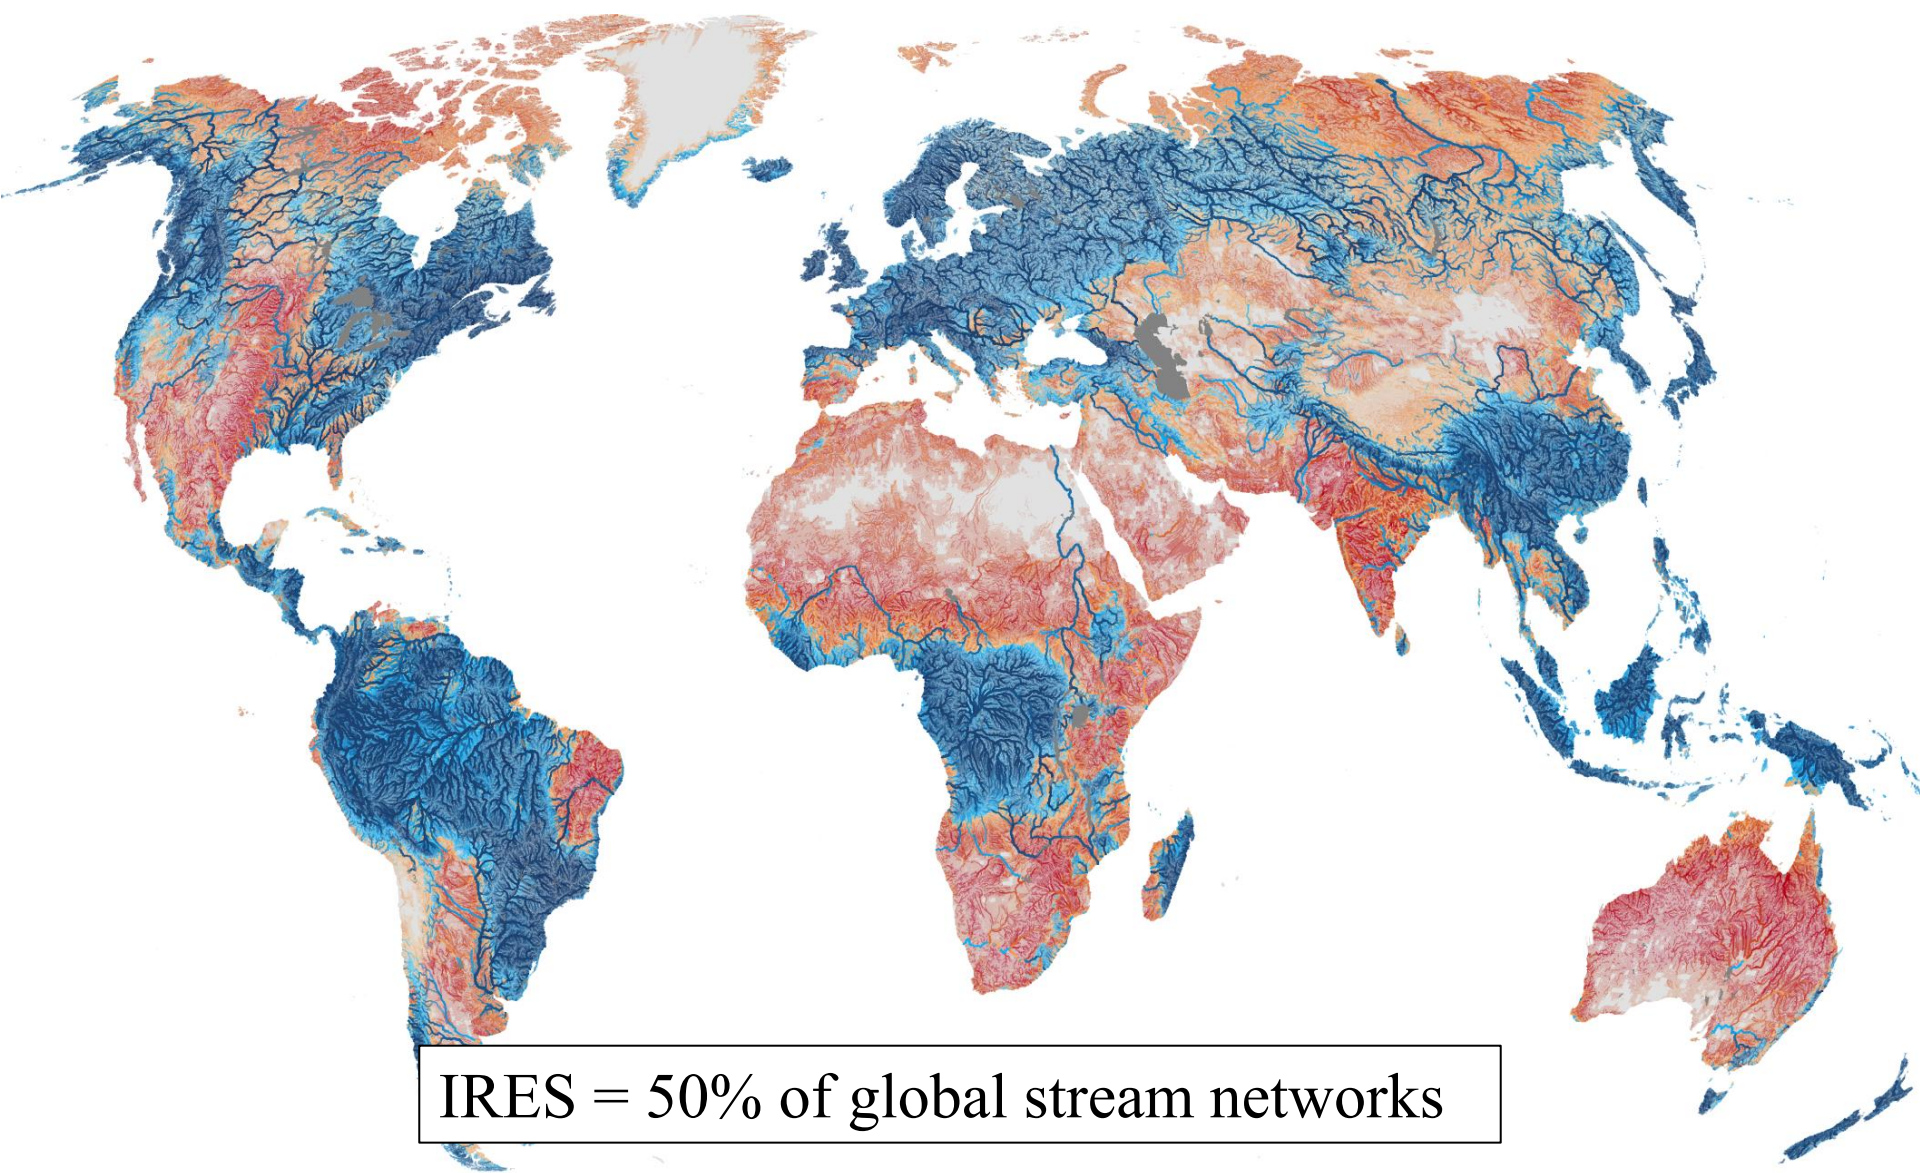 IRES = 50% of global stream networks